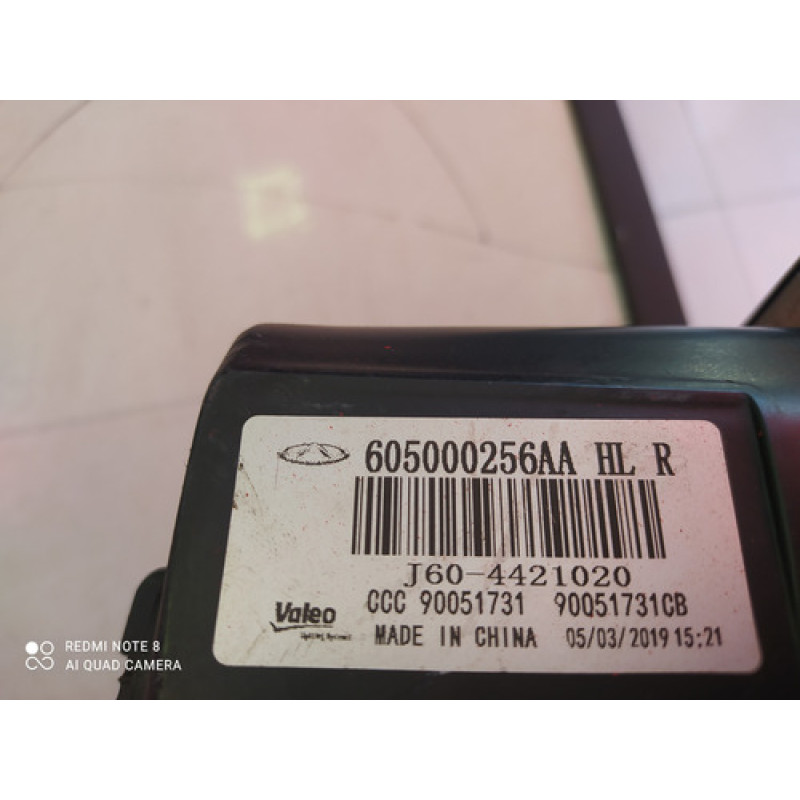 605000256AA HL R
J60-4421020
CCC 90051731 90051731CB
Valeo
MADE IN CHINA 05/03/2019 15:21
REDMI NOTE 8
AI QUAD CAMERA